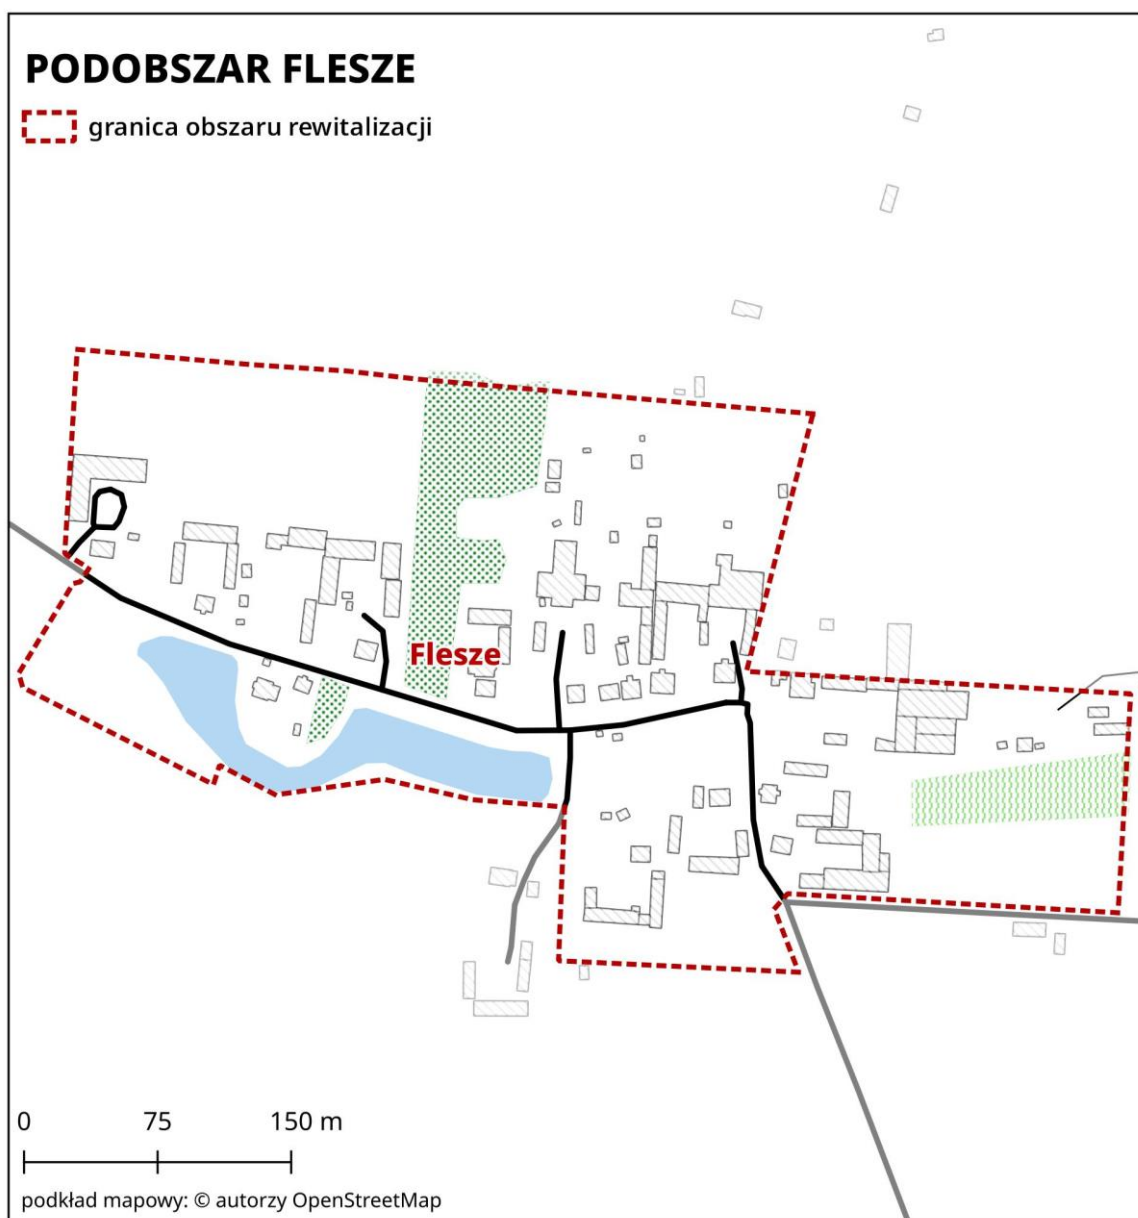 PODOBSZAR FLESZE
granica obszaru rewitalizacji
Flesze
0 75 150 m
podkład mapowy: © autorzy OpenStreetMap